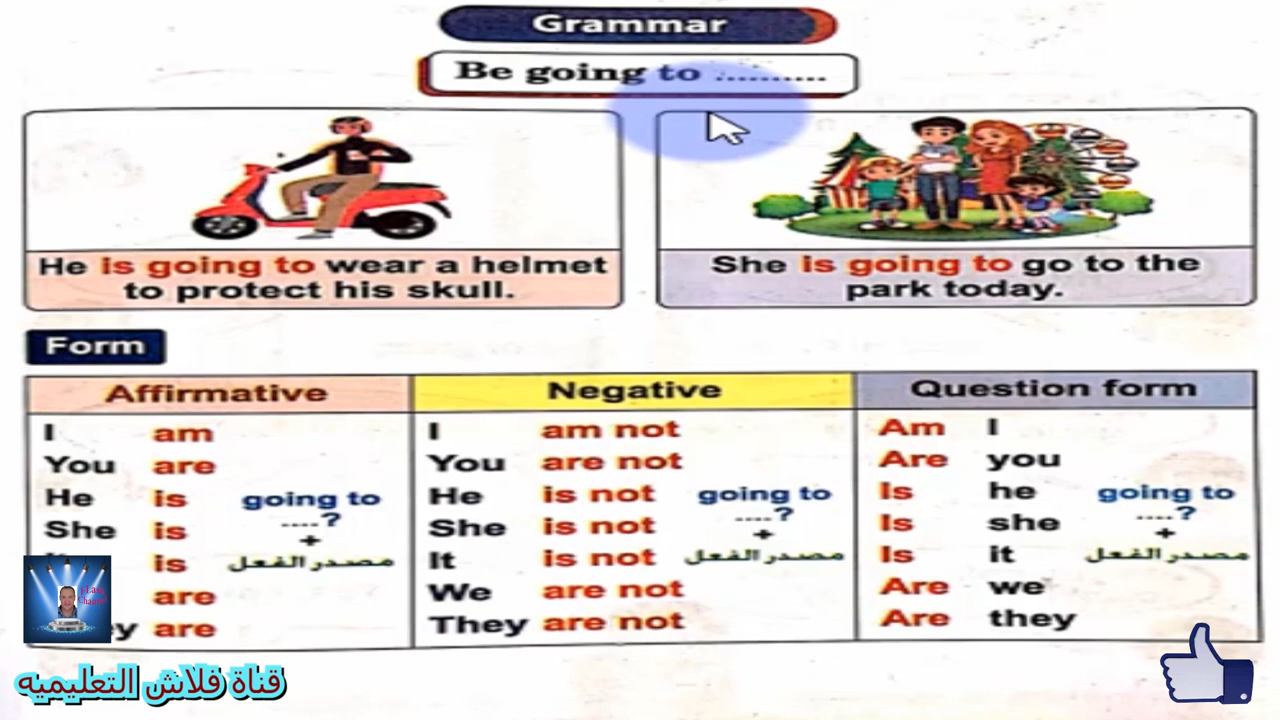 Grammar
Be going to ..........
He is going to wear a helmet
to protect his skull.
She is going to go to the
park today.
Form
Affirmative
I am
You are
He is
She is
is
are
ey are
going to
....?
+
مصدر الفعل
Negative
I am not
You are not
He is not
She is not
It is not
We are not
They are not
going to
....?
+
مصدر الفعل
Question form
Am I
Are you
Is he
Is she
Is it
Are we
Are they
going to
....?
+
مصدر الفعل
قناة فلاش التعليميه